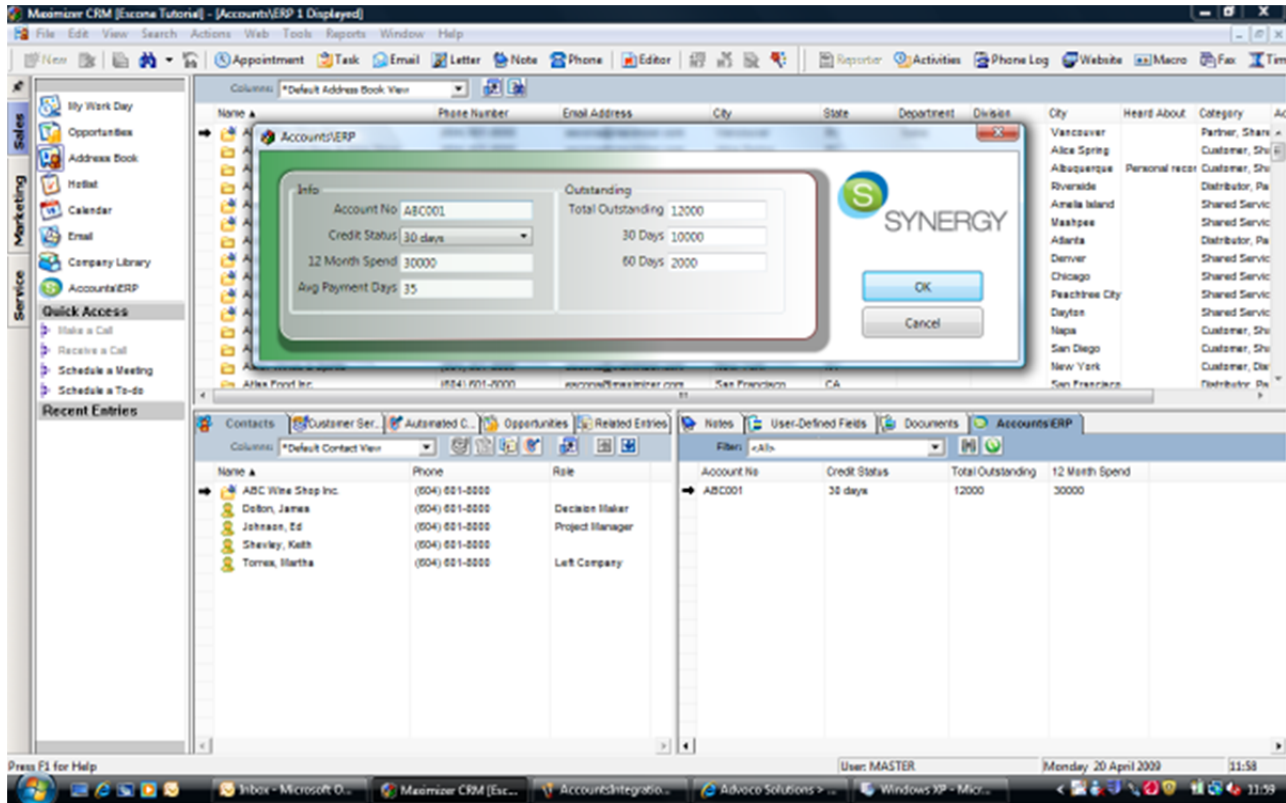 Maximizer CRM [Escona Tutorial] - [Accounts\ERP 1 Displayed]
File Edit View Search Actions Web Tools Reports Window Help
New Appointment Task Email Letter Note Phone Editor Reporter Activities Phone Log Website Macro Fax Tim
Columns: *Default Address Book View
Name Phone Number Email Address City State Department Division City Heard About Category Ac
Sales
Marketing
Service
My Work Day
Opportunities
Address Book
Hotlist
Calendar
Email
Company Library
Accounts\ERP
Quick Access
Make a Call
Receive a Call
Schedule a Meeting
Schedule a To-do
Recent Entries
Accounts\ERP
Info
Account No ABC001
Credit Status 30 days
12 Month Spend 30000
Avg Payment Days 35
Outstanding
Total Outstanding 12000
30 Days 10000
60 Days 2000
SYNERGY
OK
Cancel
Vancouver Partner, Share
Alice Spring Customer, Sh
Albuquerque Personal recor Customer, Sh
Riverside Distributor, Pa
Amelia Island Shared Servic
Mashpee Shared Servic
Atlanta Distributor, Pa
Denver Shared Servic
Chicago Shared Servic
Peachtree City Shared Servic
Dayton Shared Servic
Napa Customer, Sh
San Diego Customer, Sh
New York Customer, Dis
Atlas Food Inc. (604) 601-8000 escona@maximizer.com San Francisco CA San Francisco Distributor, Pa
Contacts Customer Ser... Automated C... Opportunities Related Entries
Columns: *Default Contact View
Name Phone Role
ABC Wine Shop Inc. (604) 601-8000
Dolton, James (604) 601-8000 Decision Maker
Johnson, Ed (604) 601-8000 Project Manager
Shevley, Keith (604) 601-8000
Torres, Martha (604) 601-8000 Left Company
Notes User-Defined Fields Documents Accounts\ERP
Filter: <All>
Account No Credit Status Total Outstanding 12 Month Spend
ABC001 30 days 12000 30000
Press F1 for Help
User: MASTER Monday 20 April 2009 11:58
Inbox - Microsoft O... Maximizer CRM [Esc... AccountsIntegratio... Advoco Solutions > ... Windows XP - Micr... 11:59